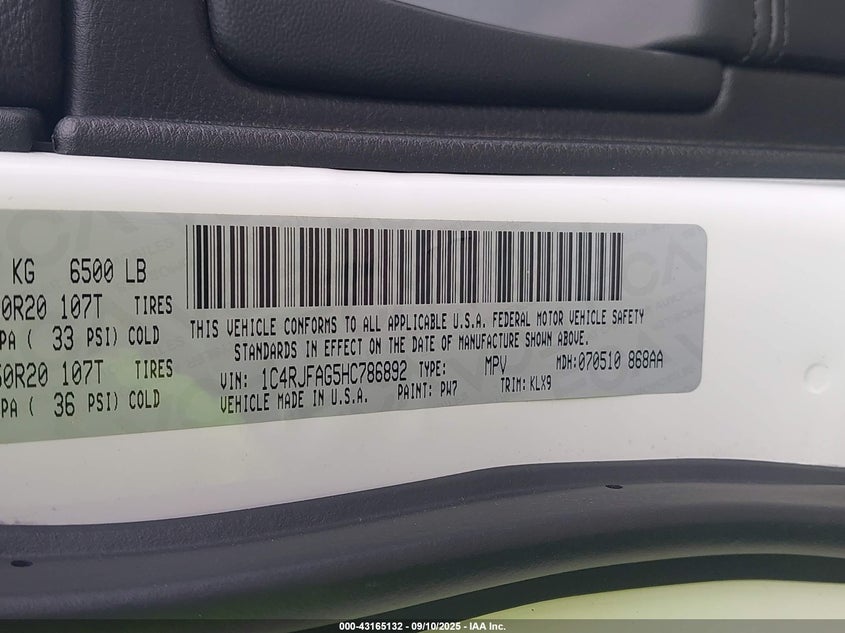 KG 6500 LB
0R20 107T TIRES
PA ( 33 PSI) COLD
50R20 107T TIRES
PA ( 36 PSI) COLD
THIS VEHICLE CONFORMS TO ALL APPLICABLE U.S.A. FEDERAL MOTOR VEHICLE SAFETY
STANDARDS IN EFFECT ON THE DATE OF MANUFACTURE SHOWN ABOVE.
VIN: 1C4RJFAG5HC786892 TYPE: MPV MDH:070510 868AA
VEHICLE MADE IN U.S.A. PAINT: PW7 TRIM: KLX9
000-43165132 - 09/10/2025 - IAA Inc.